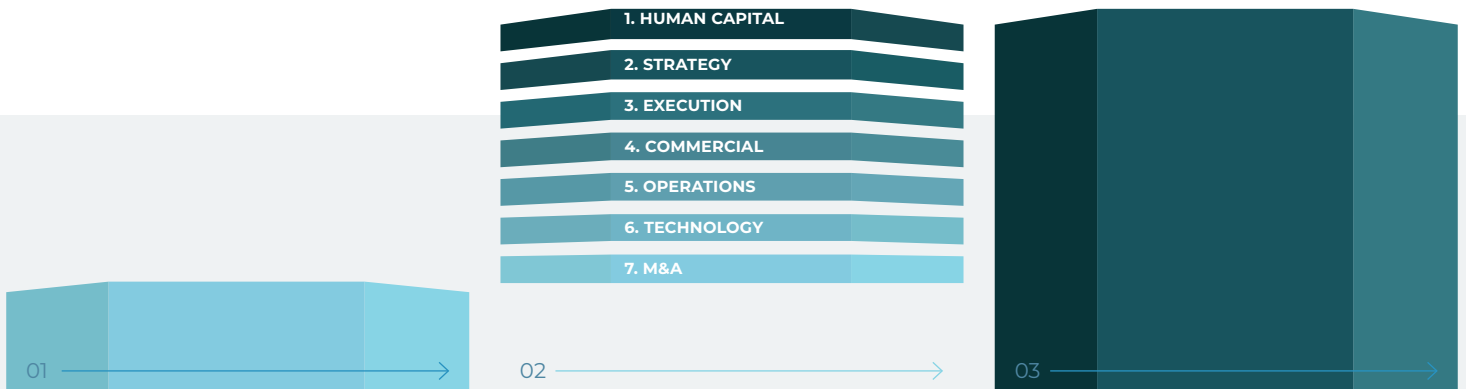 1. HUMAN CAPITAL
2. STRATEGY
3. EXECUTION
4. COMMERCIAL
5. OPERATIONS
6. TECHNOLOGY
7. M&A
01
02
03